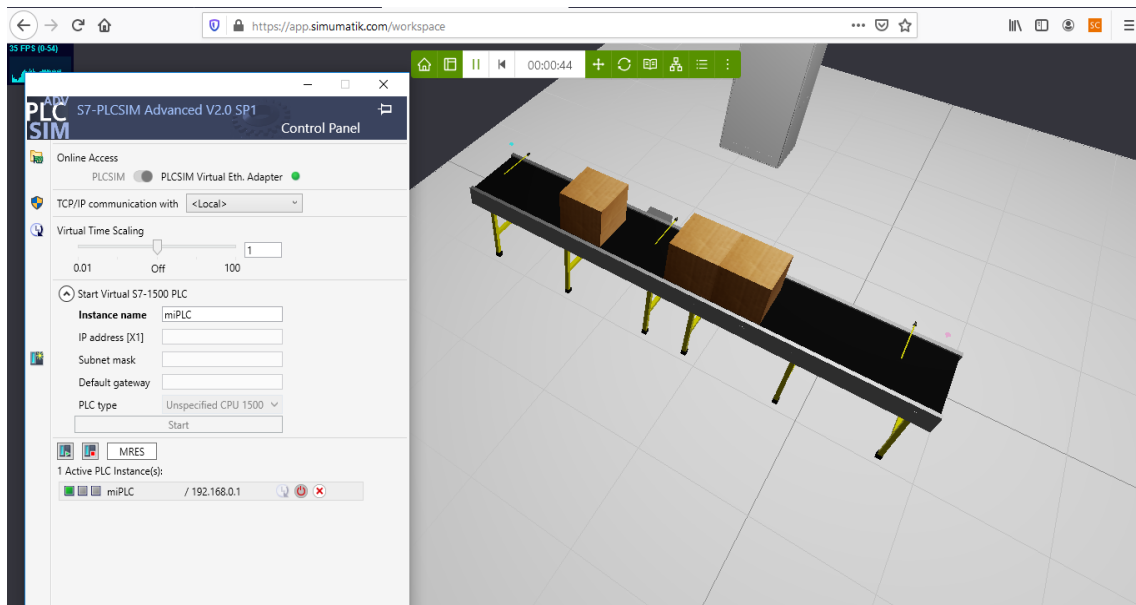 https://app.simumatik.com/workspace
SC
35 FPS (0-54)
00:00:44
ADV
PLC
SIM
S7-PLCSIM Advanced V2.0 SP1
Control Panel
Online Access
PLCSIM PLCSIM Virtual Eth. Adapter
TCP/IP communication with <Local>
Virtual Time Scaling
1
0.01 Off 100
Start Virtual S7-1500 PLC
Instance name miPLC
IP address [X1]
Subnet mask
Default gateway
PLC type Unspecified CPU 1500
Start
MRES
1 Active PLC Instance(s):
miPLC / 192.168.0.1